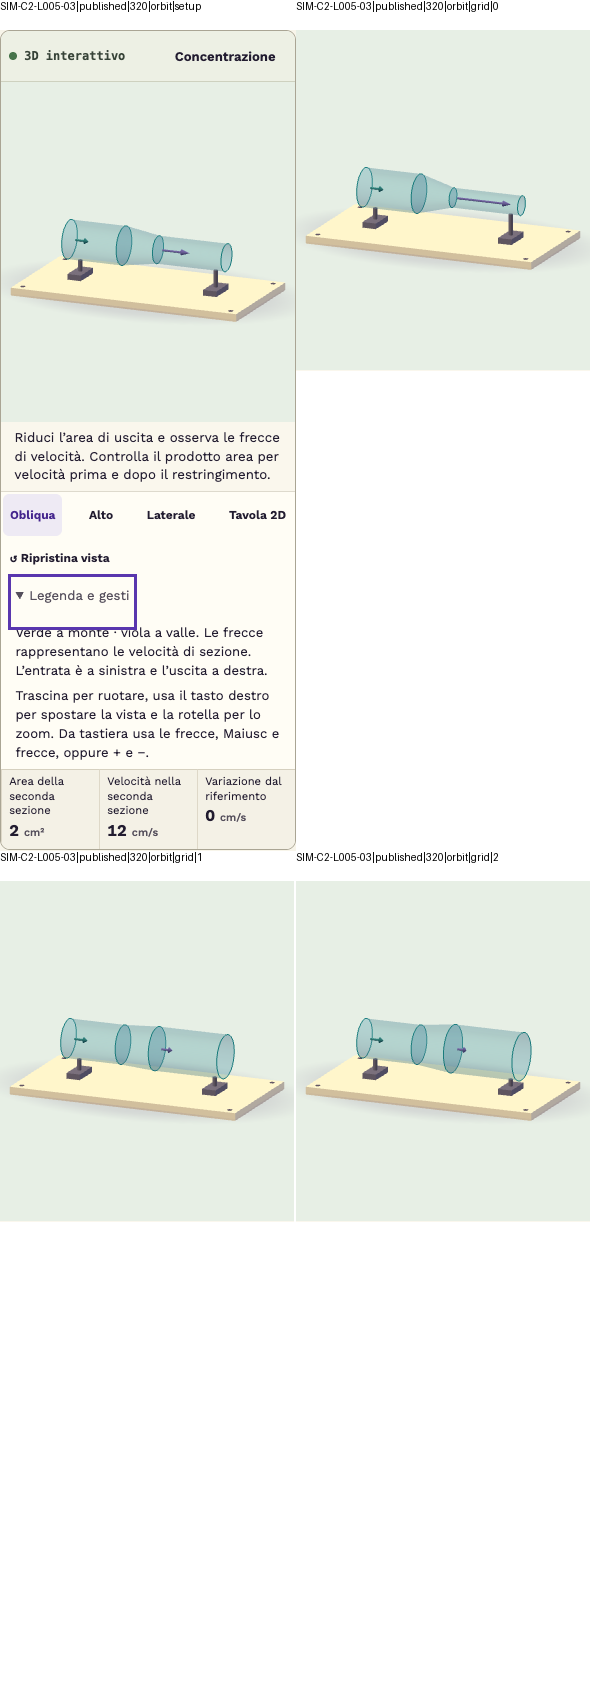 SIM-C2-L005-03|published|320|orbit|setup
SIM-C2-L005-03|published|320|orbit|grid|0
3D interattivo
Concentrazione
Riduci l’area di uscita e osserva le frecce
di velocità. Controlla il prodotto area per
velocità prima e dopo il restringimento.
Obliqua
Alto
Laterale
Tavola 2D
↺ Ripristina vista
▼ Legenda e gesti
Verde a monte · viola a valle. Le frecce
rappresentano le velocità di sezione.
L’entrata è a sinistra e l’uscita a destra.
Trascina per ruotare, usa il tasto destro
per spostare la vista e la rotella per lo
zoom. Da tastiera usa le frecce, Maiusc e
frecce, oppure + e −.
Area della
seconda
sezione
2 cm²
Velocità nella
seconda
sezione
12 cm/s
Variazione dal
riferimento
0 cm/s
SIM-C2-L005-03|published|320|orbit|grid|1
SIM-C2-L005-03|published|320|orbit|grid|2